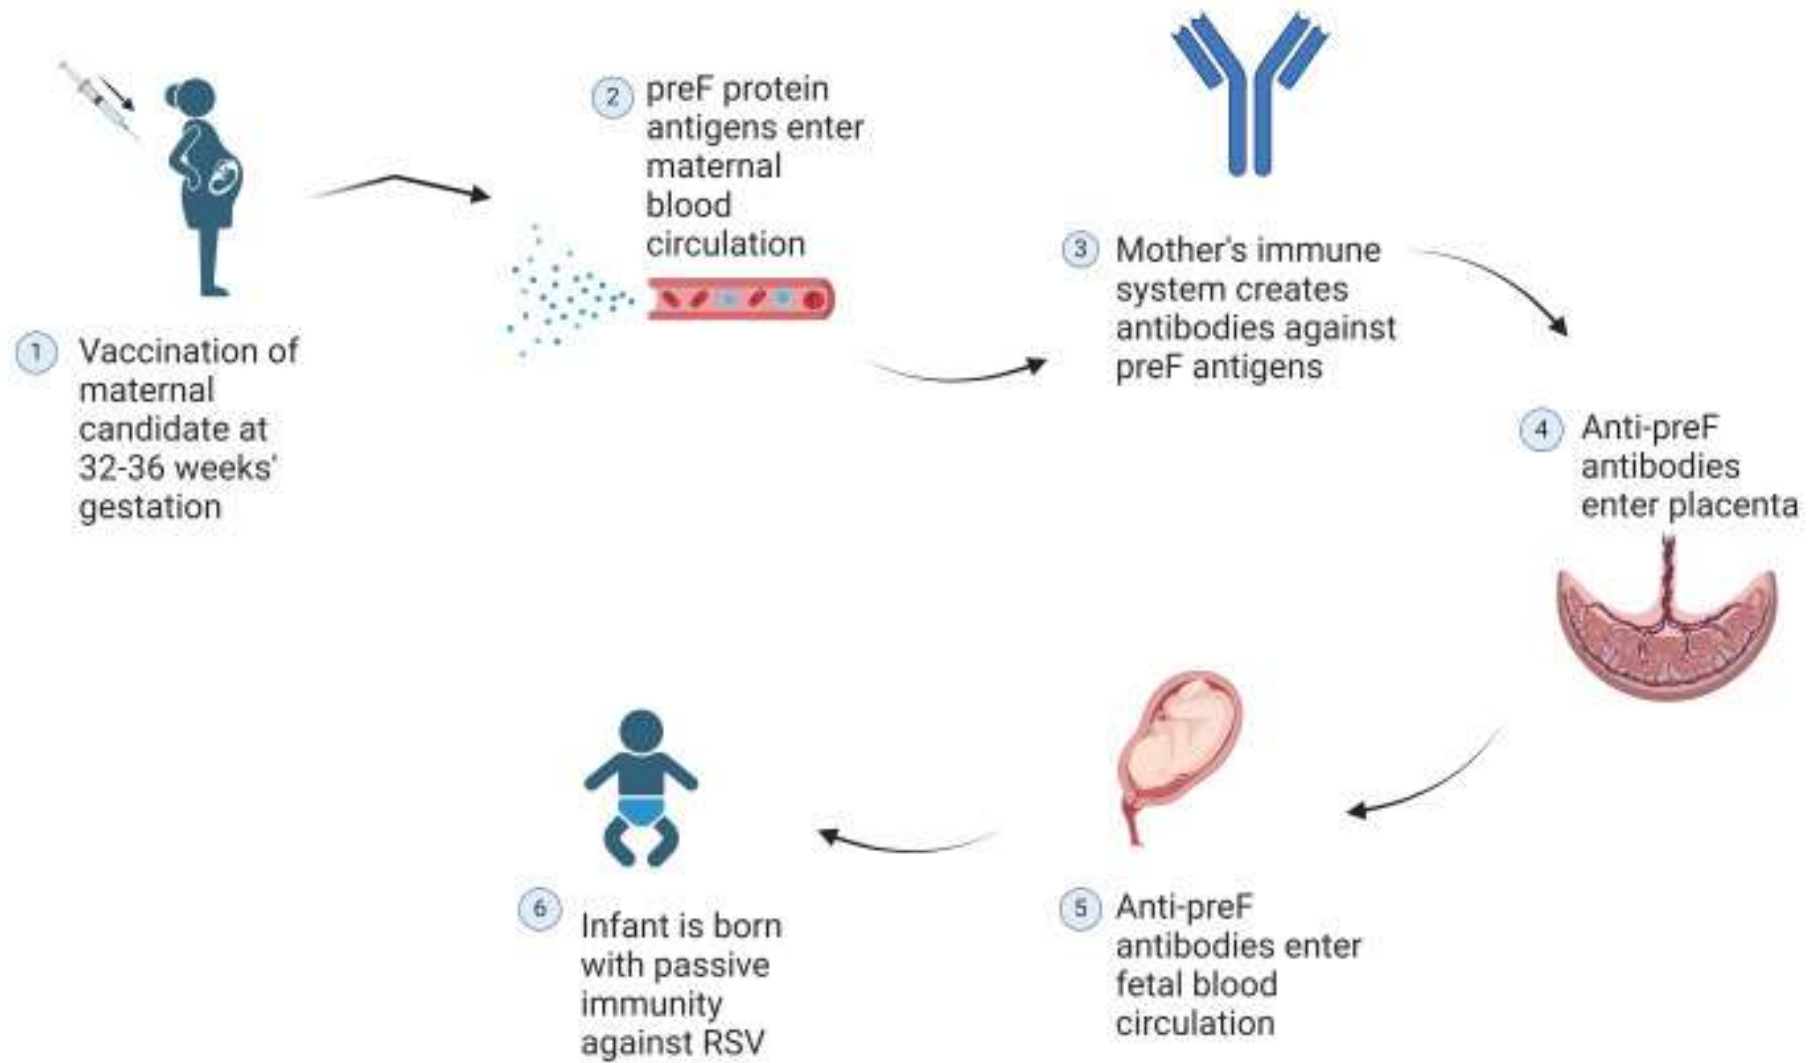 1
Vaccination of
maternal
candidate at
32-36 weeks'
gestation
2
preF protein
antigens enter
maternal
blood
circulation
3
Mother's immune
system creates
antibodies against
preF antigens
4
Anti-preF
antibodies
enter placenta
5
Anti-preF
antibodies enter
fetal blood
circulation
6
Infant is born
with passive
immunity
against RSV